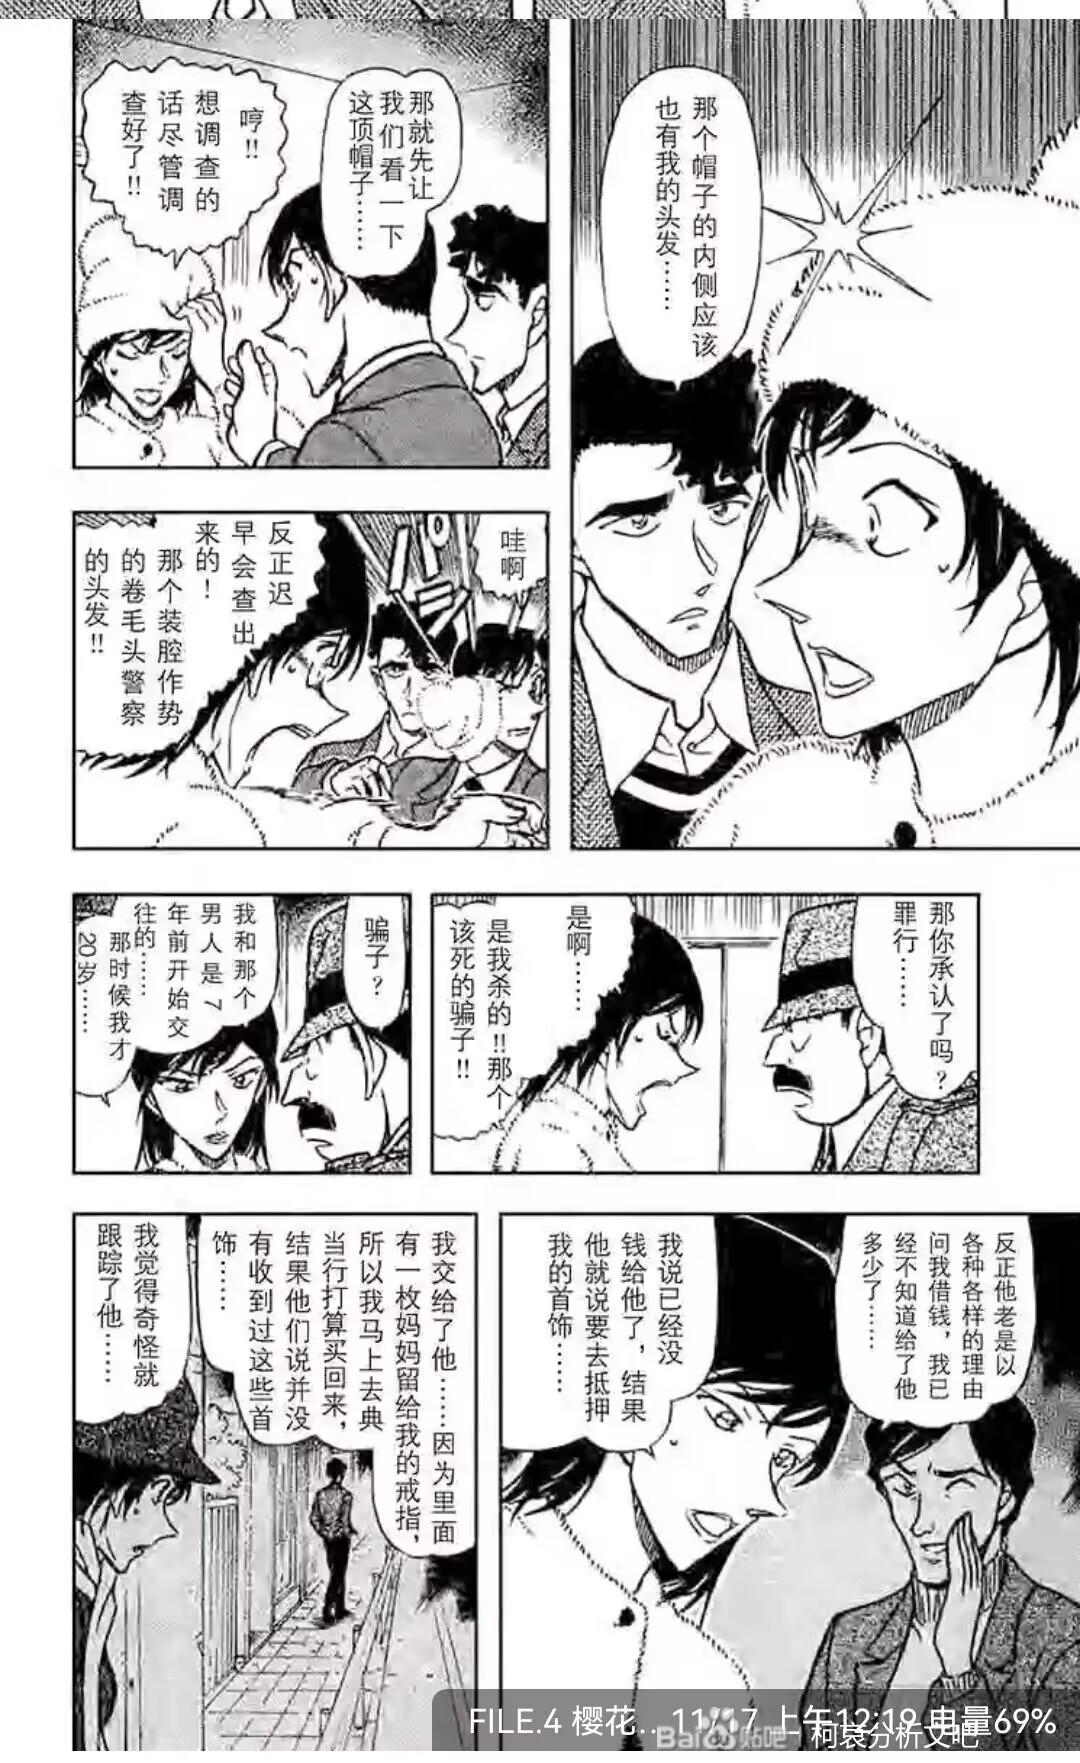 那个帽子的内侧应该
也有我的头发……
那就先让
我们看一下
这顶帽子……
哼!!
想调查的
话尽管调
查好了!!
哇啊
反正迟
早会查出
来的!
那个装腔作势
的卷毛头警察
的头发!!
那你承认了吗?
罪行……
是啊……
是我杀的!!那个
该死的骗子!!
骗子?
我和那个
男人是7
年前开始交
往的……
那时候我才
20岁……
反正他老是以
各种各样的理由
问我借钱，我已
经不知道给了他
多少了……
我说已经没
钱给他了，结果
他就说要去抵押
我的首饰……
我交给了他……因为里面
有一枚妈妈留给我的戒指，
所以我马上去典
当行打算买回来，
结果他们说并没
有收到过这些首
饰……
我觉得奇怪就
跟踪了他……
FILE.4 樱花.. 11/17 上午12:19 电量69%
Bai 贴吧 柯哀分析文吧